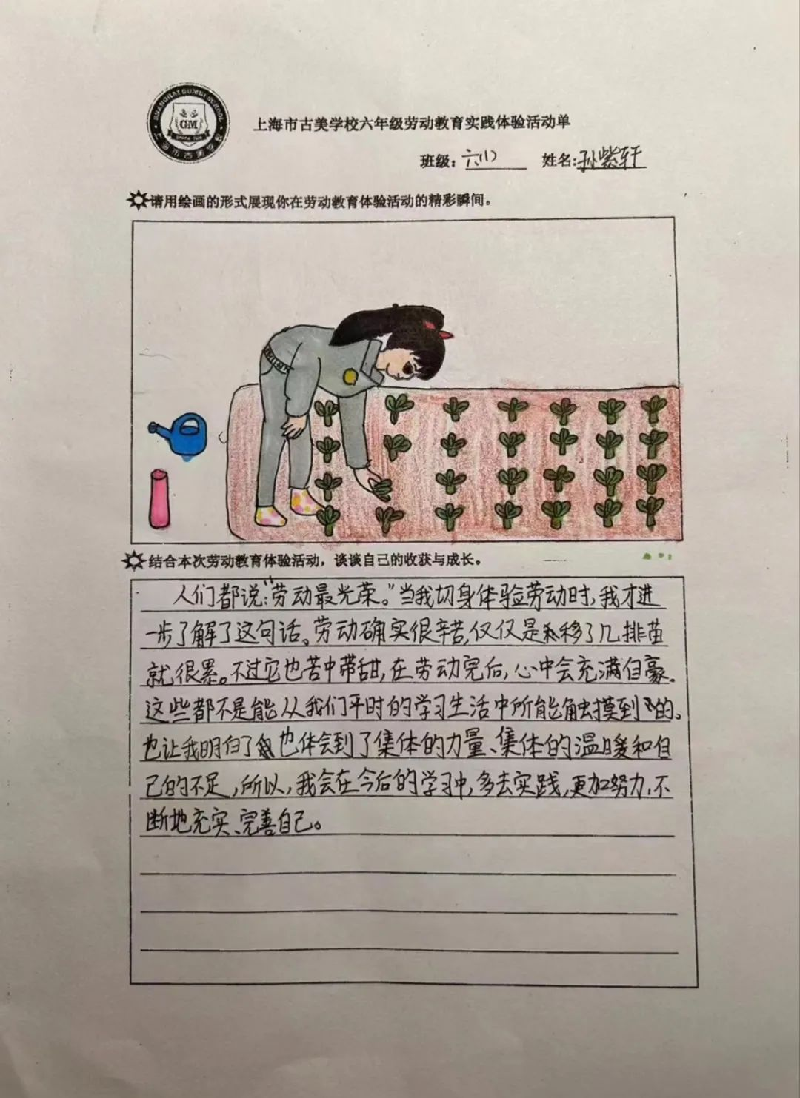 GM
上海市古美学校六年级劳动教育实践体验活动单
班级:六(1) 姓名:孙紫轩
请用绘画的形式展现你在劳动教育体验活动的精彩瞬间。
结合本次劳动教育体验活动，谈谈自己的收获与成长。
人们都说:“劳动最光荣。”当我切身体验劳动时,我才进
一步了解了这句话。劳动确实很辛苦,仅仅是移了几排苗
就很累。不过它也苦中带甜,在劳动完后,心中会充满自豪。
这些都不是能从我们平时的学习生活中所能触摸到的。
也让我明白了也体会到了集体的力量、集体的温暖和自
己的不足,所以,我会在今后的学习中,多去实践,更加努力,不
断地充实、完善自己。